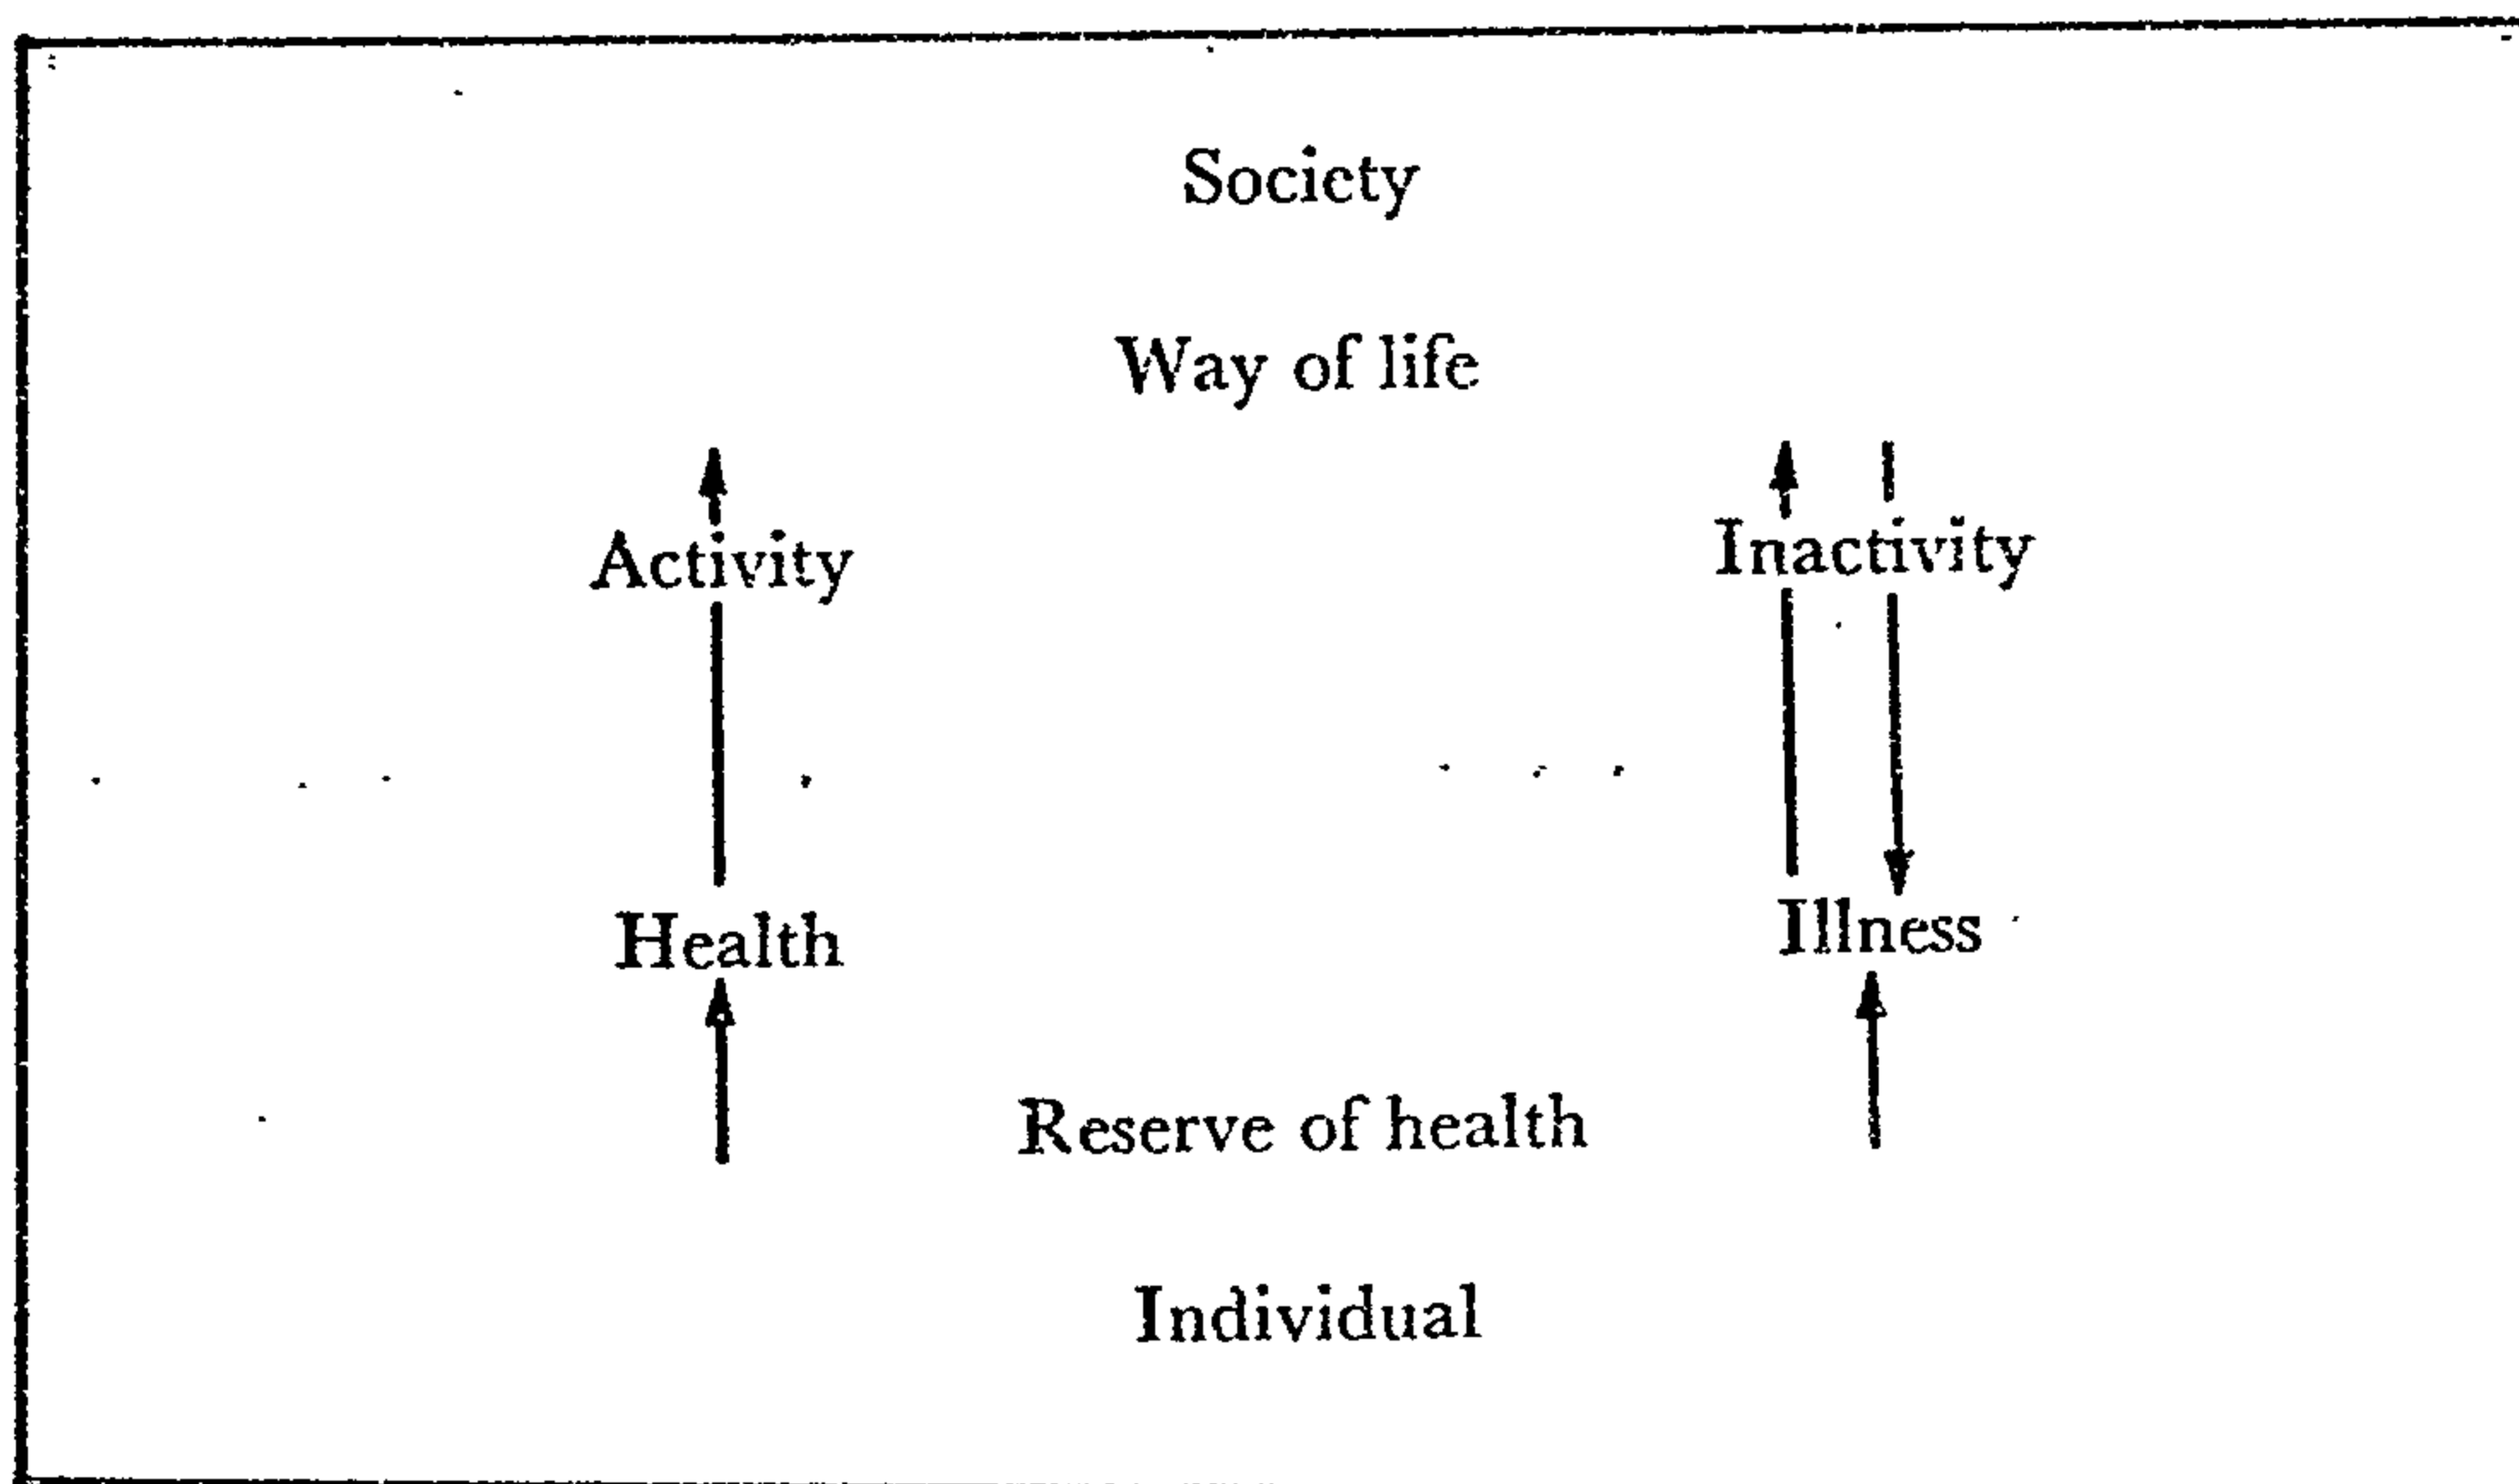 Society
Way of life
Activity Inactivity
Health Illness
Reserve of health
Individual